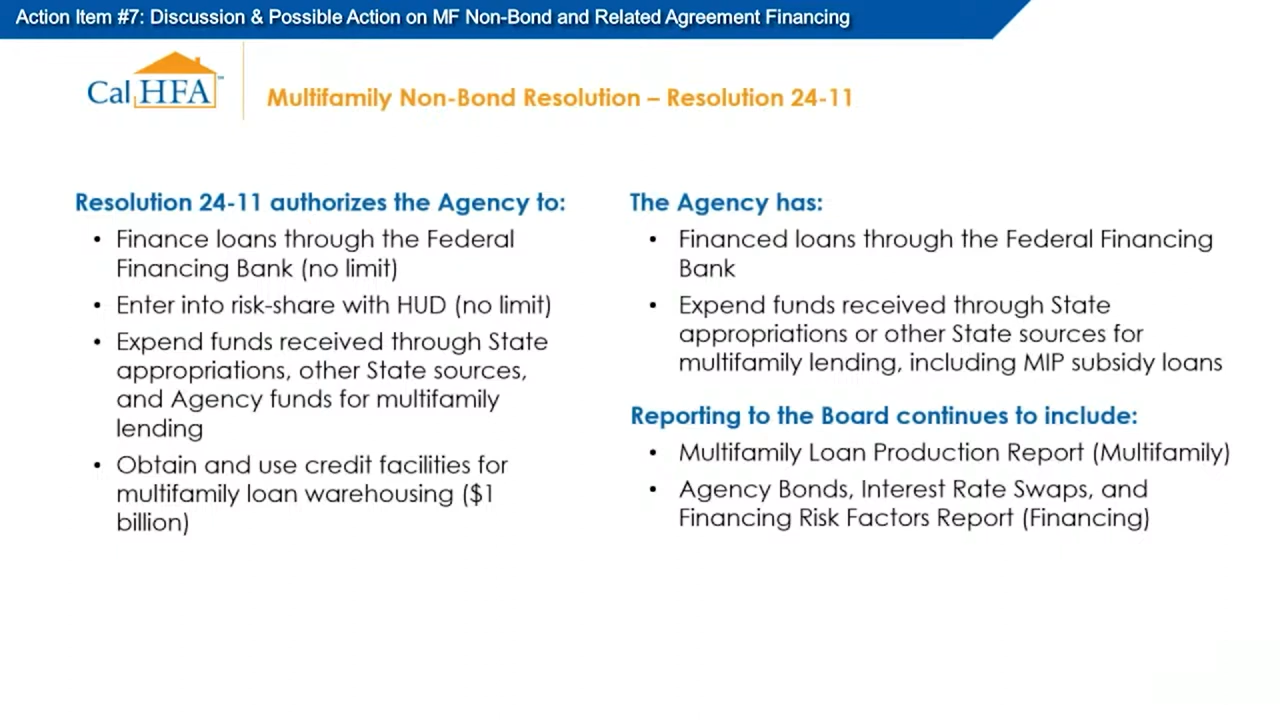 Action Item #7: Discussion & Possible Action on MF Non-Bond and Related Agreement Financing
CalHFA™
Multifamily Non-Bond Resolution – Resolution 24-11
Resolution 24-11 authorizes the Agency to:
• Finance loans through the Federal
Financing Bank (no limit)
• Enter into risk-share with HUD (no limit)
• Expend funds received through State
appropriations, other State sources,
and Agency funds for multifamily
lending
• Obtain and use credit facilities for
multifamily loan warehousing ($1
billion)
The Agency has:
• Financed loans through the Federal Financing
Bank
• Expend funds received through State
appropriations or other State sources for
multifamily lending, including MIP subsidy loans
Reporting to the Board continues to include:
• Multifamily Loan Production Report (Multifamily)
• Agency Bonds, Interest Rate Swaps, and
Financing Risk Factors Report (Financing)